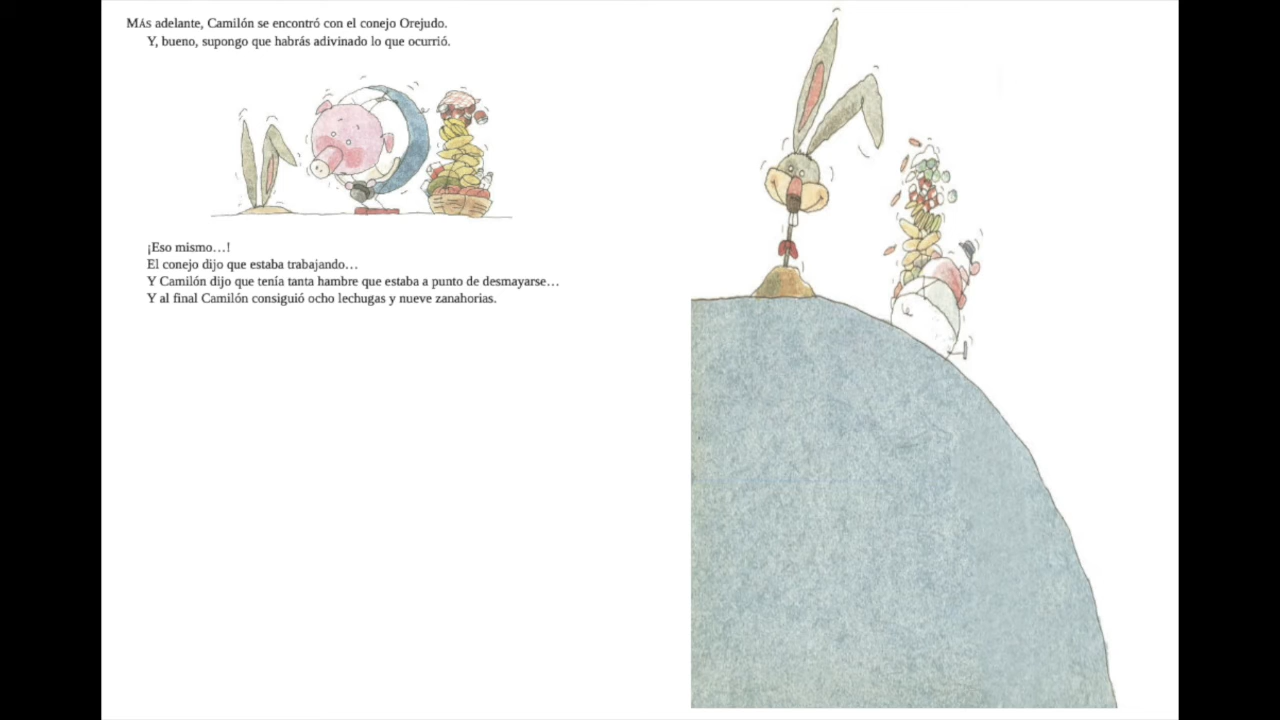 MÁS adelante, Camilón se encontró con el conejo Orejudo.
Y, bueno, supongo que habrás adivinado lo que ocurrió.
¡Eso mismo…!
El conejo dijo que estaba trabajando…
Y Camilón dijo que tenía tanta hambre que estaba a punto de desmayarse…
Y al final Camilón consiguió ocho lechugas y nueve zanahorias.